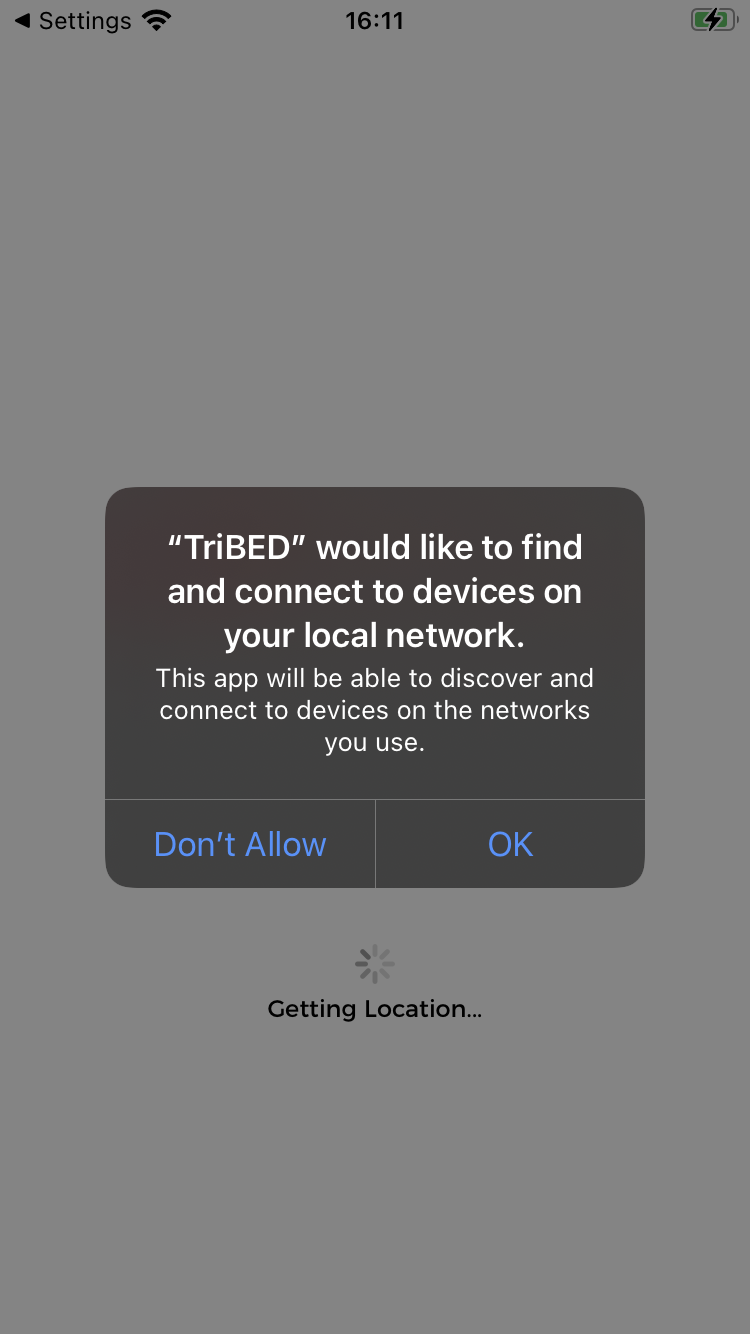 Settings
16:11
“TriBED” would like to find
and connect to devices on
your local network.
This app will be able to discover and
connect to devices on the networks
you use.
Don’t Allow
OK
Getting Location...